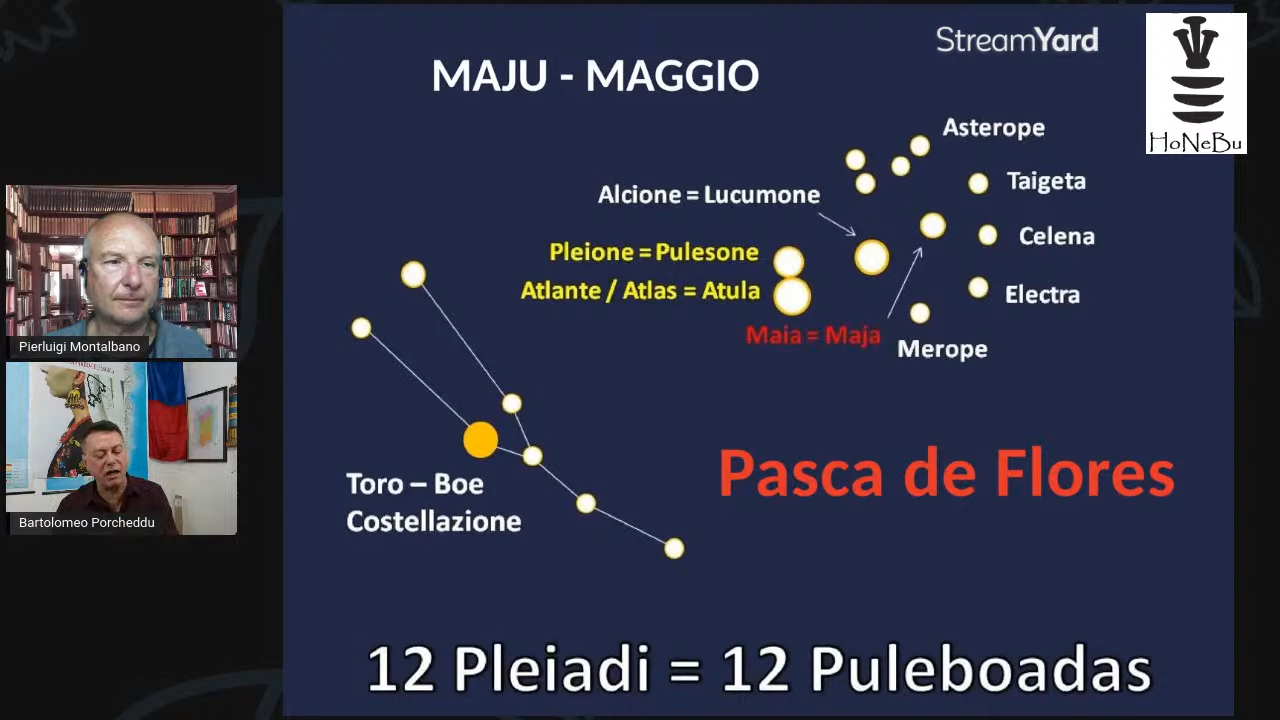 StreamYard
MAJU - MAGGIO
HoNeBu
Asterope
Taigeta
Alcione = Lucumone
Celena
Pleione = Pulesone
Atlante / Atlas = Atula
Electra
Maia = Maja
Merope
Pierluigi Montalbano
Pasca de Flores
Toro – Boe
Costellazione
Bartolomeo Porcheddu
12 Pleiadi = 12 Puleboadas